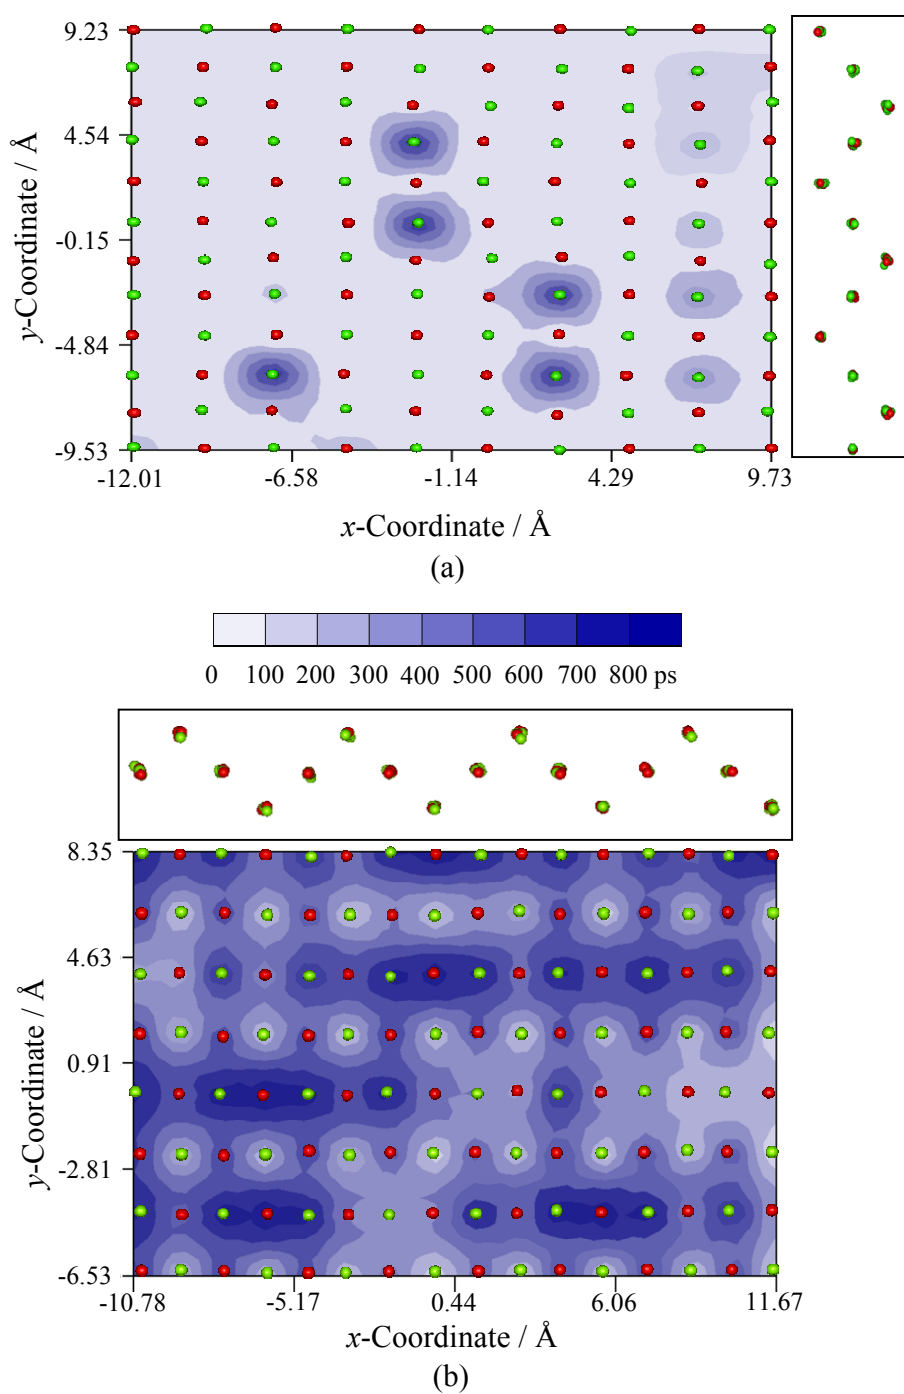 9.23
4.54
-0.15
-4.84
-9.53
y-Coordinate / Å
-12.01 -6.58 -1.14 4.29 9.73
x-Coordinate / Å
(a)
0 100 200 300 400 500 600 700 800 ps
8.35
4.63
0.91
-2.81
-6.53
y-Coordinate / Å
-10.78 -5.17 0.44 6.06 11.67
x-Coordinate / Å
(b)